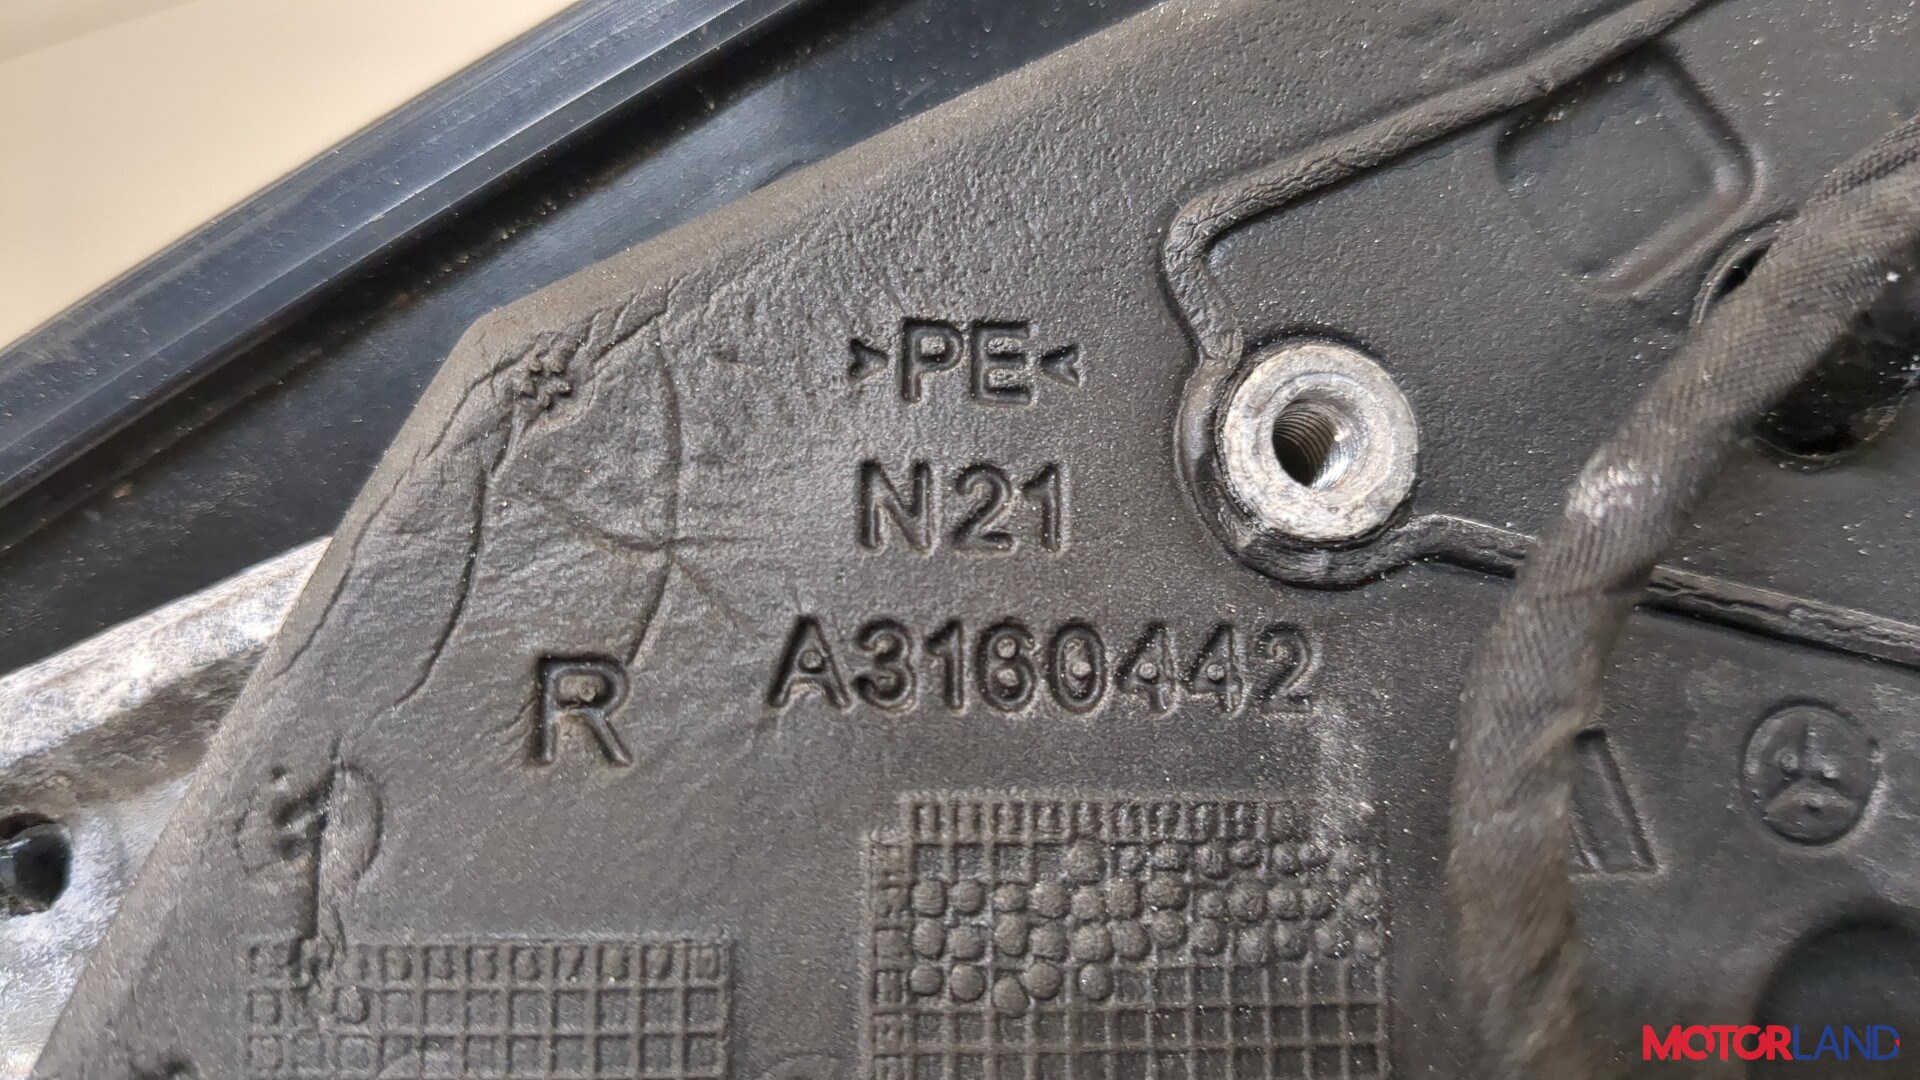 >PE<
N21
A3160442
R
MOTORLAND